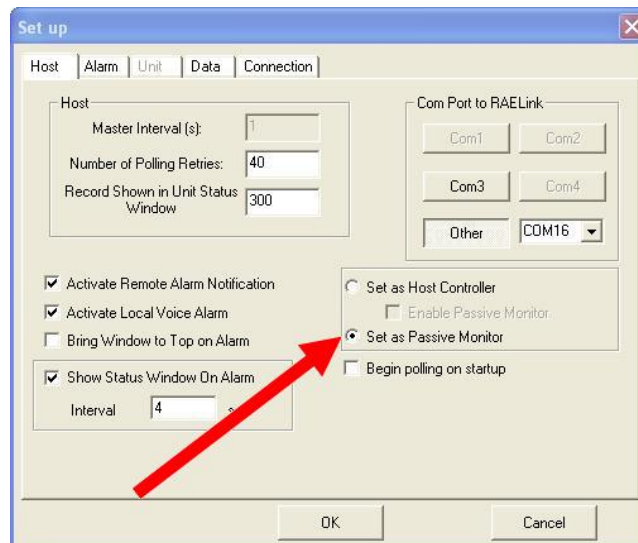 Set up
Host
Alarm
Unit
Data
Connection
Host
Master Interval (s):
1
Number of Polling Retries:
40
Record Shown in Unit Status
Window
300
Com Port to RAELink
Com1
Com2
Com3
Com4
Other
COM16
Activate Remote Alarm Notification
Activate Local Voice Alarm
Bring Window to Top on Alarm
Show Status Window On Alarm
Interval
4
Set as Host Controller
Enable Passive Monitor
Set as Passive Monitor
Begin polling on startup
OK
Cancel